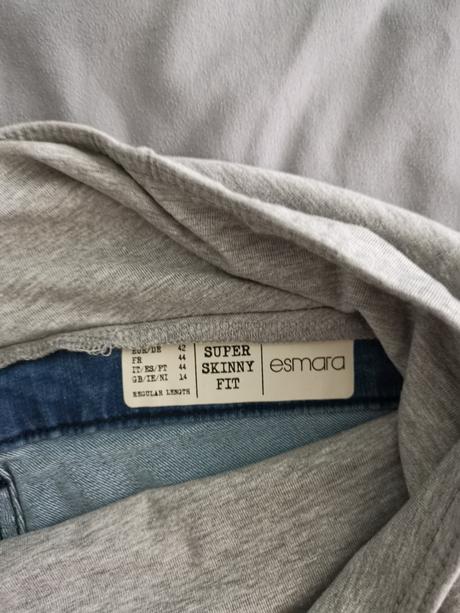 EUR/DE 42
FR 44
IT/ES/PT 44
GB/IE/NI 14
REGULAR LENGTH
SUPER
SKINNY
FIT
esmara